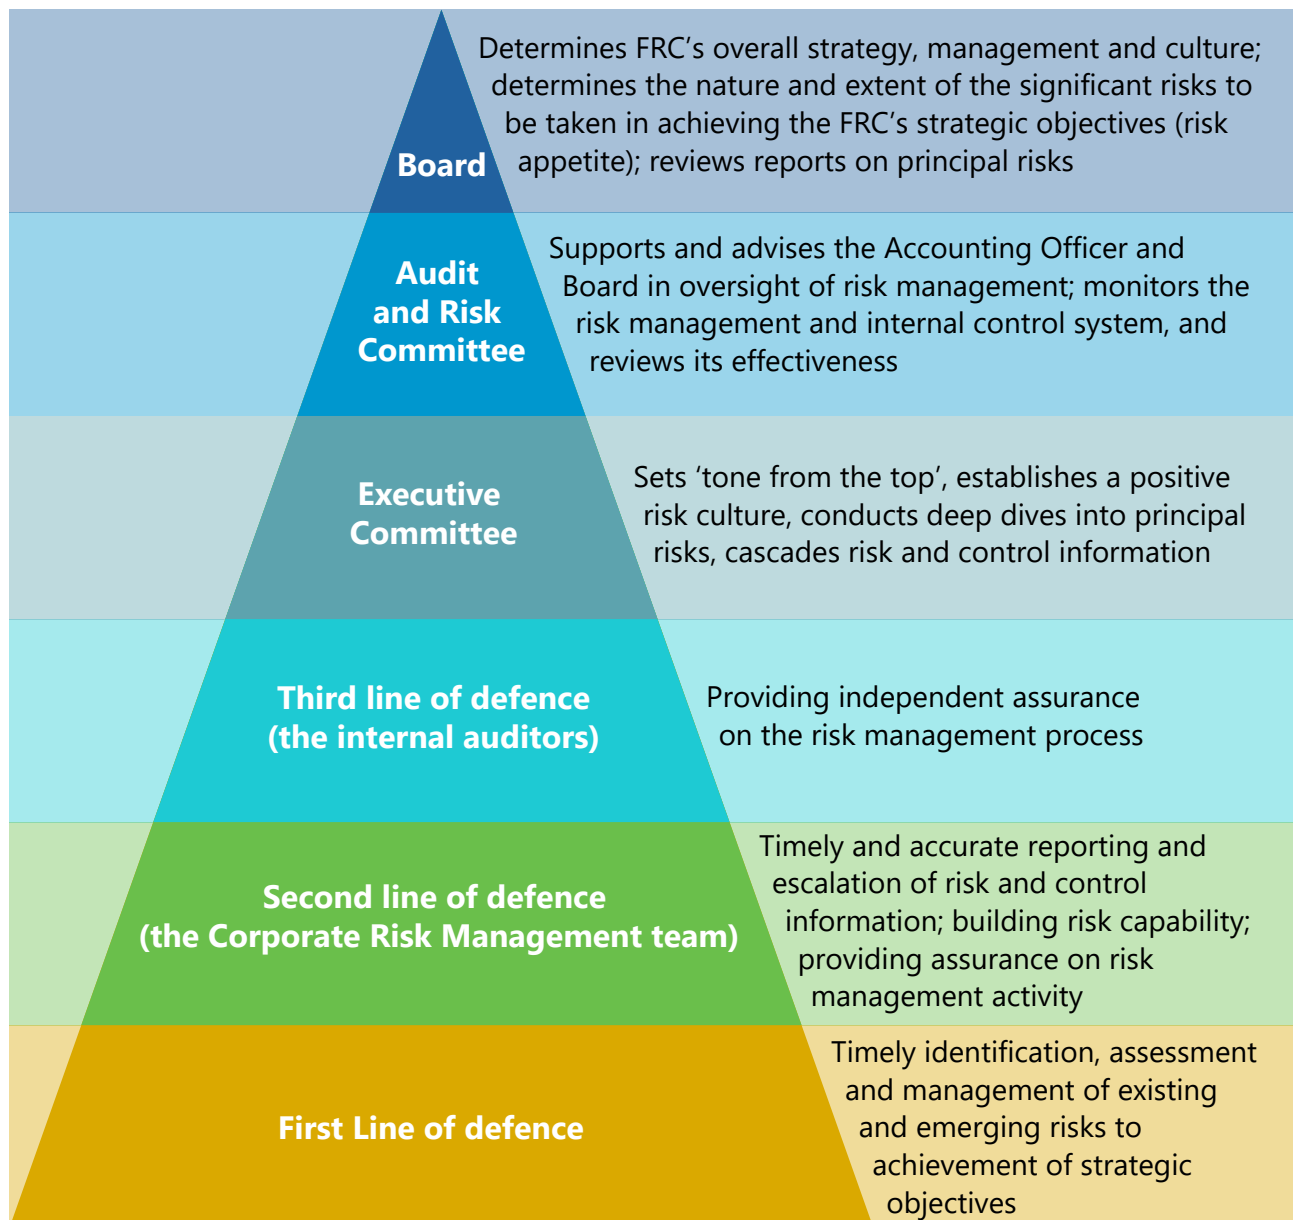 Determines FRC’s overall strategy, management and culture;
determines the nature and extent of the significant risks to
be taken in achieving the FRC’s strategic objectives (risk
appetite); reviews reports on principal risks
Board
Supports and advises the Accounting Officer and
Board in oversight of risk management; monitors the
risk management and internal control system, and
reviews its effectiveness
Audit
and Risk
Committee
Sets ‘tone from the top’, establishes a positive
risk culture, conducts deep dives into principal
risks, cascades risk and control information
Executive
Committee
Third line of defence
(the internal auditors)
Providing independent assurance
on the risk management process
Second line of defence
(the Corporate Risk Management team)
Timely and accurate reporting and
escalation of risk and control
information; building risk capability;
providing assurance on risk
management activity
First Line of defence
Timely identification, assessment
and management of existing
and emerging risks to
achievement of strategic
objectives